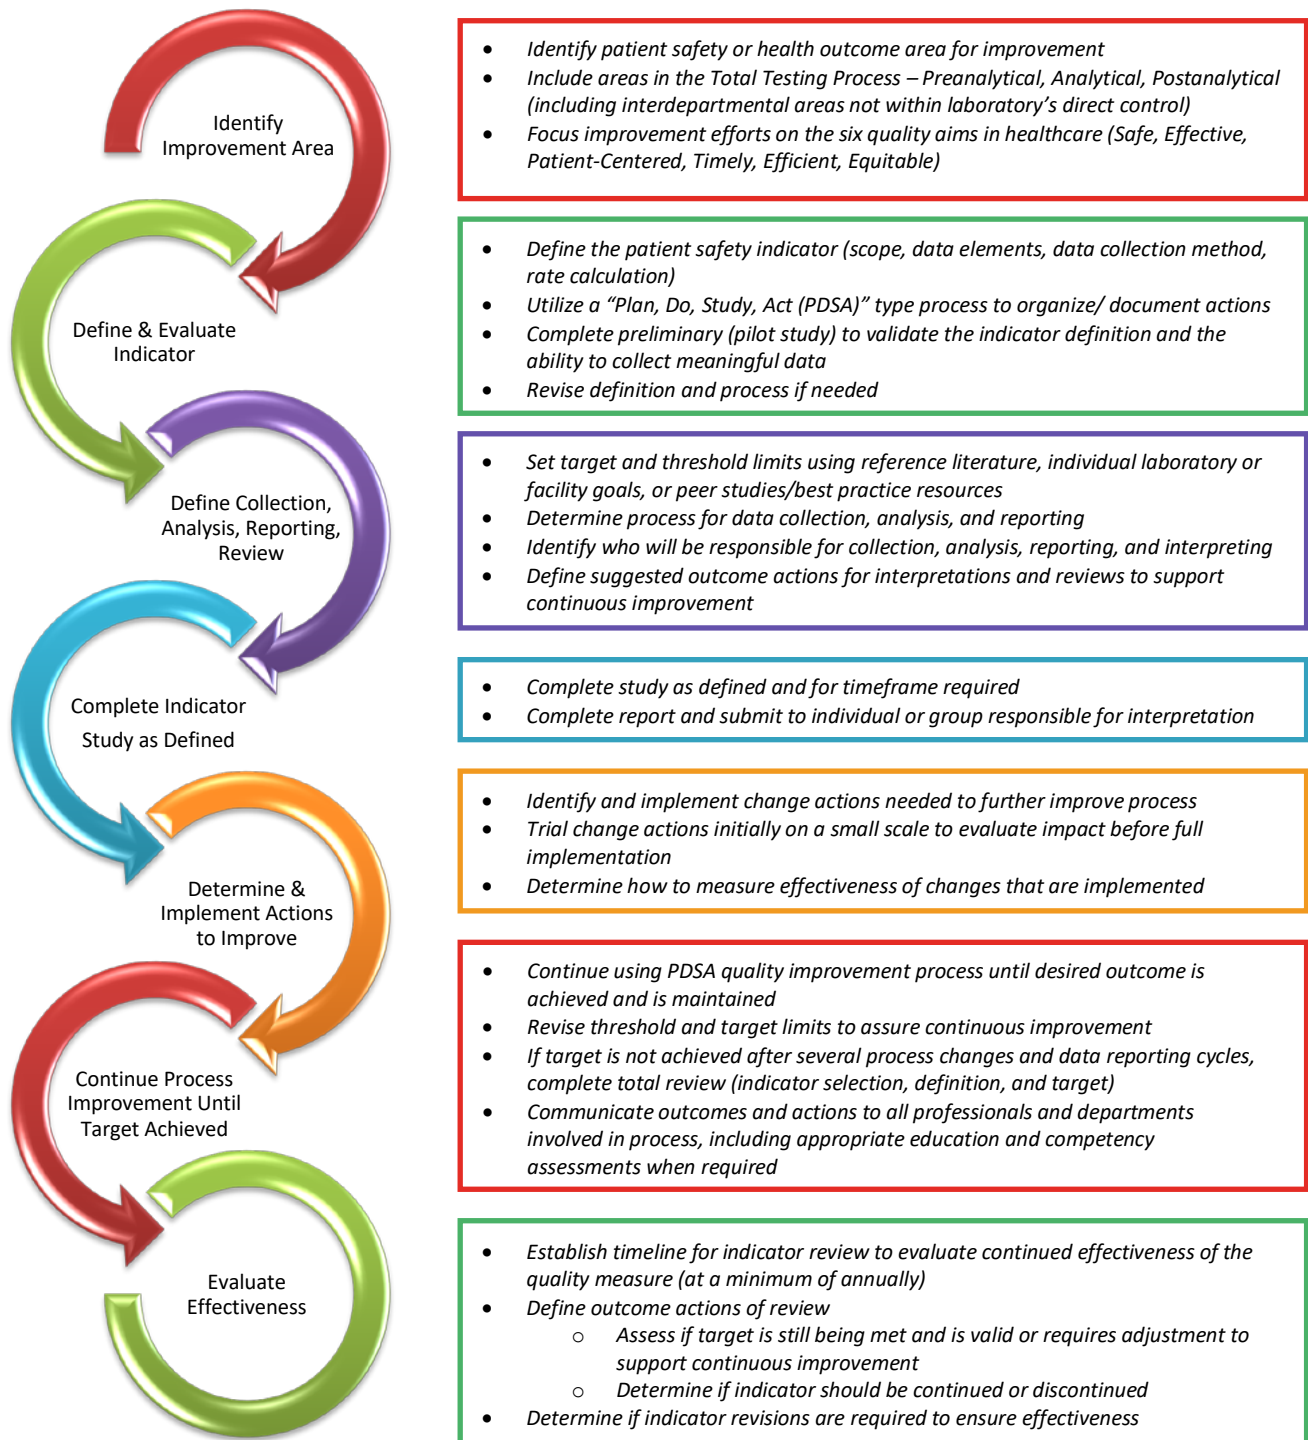 Identify
Improvement Area
• Identify patient safety or health outcome area for improvement
• Include areas in the Total Testing Process – Preanalytical, Analytical, Postanalytical
(including interdepartmental areas not within laboratory's direct control)
• Focus improvement efforts on the six quality aims in healthcare (Safe, Effective,
Patient-Centered, Timely, Efficient, Equitable)
Define & Evaluate
Indicator
• Define the patient safety indicator (scope, data elements, data collection method,
rate calculation)
• Utilize a “Plan, Do, Study, Act (PDSA)” type process to organize/ document actions
• Complete preliminary (pilot study) to validate the indicator definition and the
ability to collect meaningful data
• Revise definition and process if needed
Define Collection,
Analysis, Reporting,
Review
• Set target and threshold limits using reference literature, individual laboratory or
facility goals, or peer studies/best practice resources
• Determine process for data collection, analysis, and reporting
• Identify who will be responsible for collection, analysis, reporting, and interpreting
• Define suggested outcome actions for interpretations and reviews to support
continuous improvement
Complete Indicator
Study as Defined
• Complete study as defined and for timeframe required
• Complete report and submit to individual or group responsible for interpretation
Determine &
Implement Actions
to Improve
• Identify and implement change actions needed to further improve process
• Trial change actions initially on a small scale to evaluate impact before full
implementation
• Determine how to measure effectiveness of changes that are implemented
Continue Process
Improvement Until
Target Achieved
• Continue using PDSA quality improvement process until desired outcome is
achieved and is maintained
• Revise threshold and target limits to assure continuous improvement
• If target is not achieved after several process changes and data reporting cycles,
complete total review (indicator selection, definition, and target)
• Communicate outcomes and actions to all professionals and departments
involved in process, including appropriate education and competency
assessments when required
Evaluate
Effectiveness
• Establish timeline for indicator review to evaluate continued effectiveness of the
quality measure (at a minimum of annually)
• Define outcome actions of review
o Assess if target is still being met and is valid or requires adjustment to
support continuous improvement
o Determine if indicator should be continued or discontinued
• Determine if indicator revisions are required to ensure effectiveness